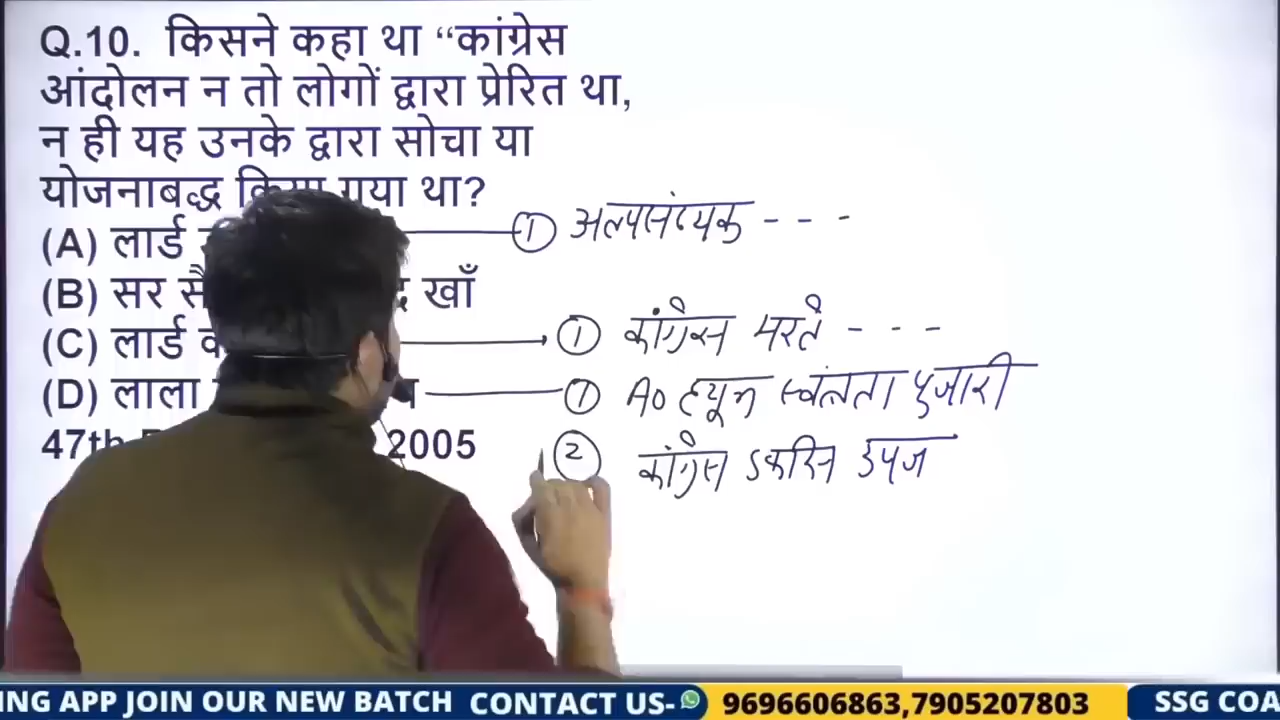 Q.10. किसने कहा था “कांग्रेस
आंदोलन न तो लोगों द्वारा प्रेरित था,
न ही यह उनके द्वारा सोचा या
योजनाबद्ध किया गया था?
(A) लार्ड
① अल्पसंख्यक - - -
(B) सर खाँ
(C) लार्ड
① कांग्रेस मरते - - -
(D) लाला
① A० ह्यूम स्वतंत्रता पुजारी
47th 2005
② कांग्रेस डफरिन उपज
ING APP JOIN OUR NEW BATCH CONTACT US- 9696606863,7905207803 SSG COA